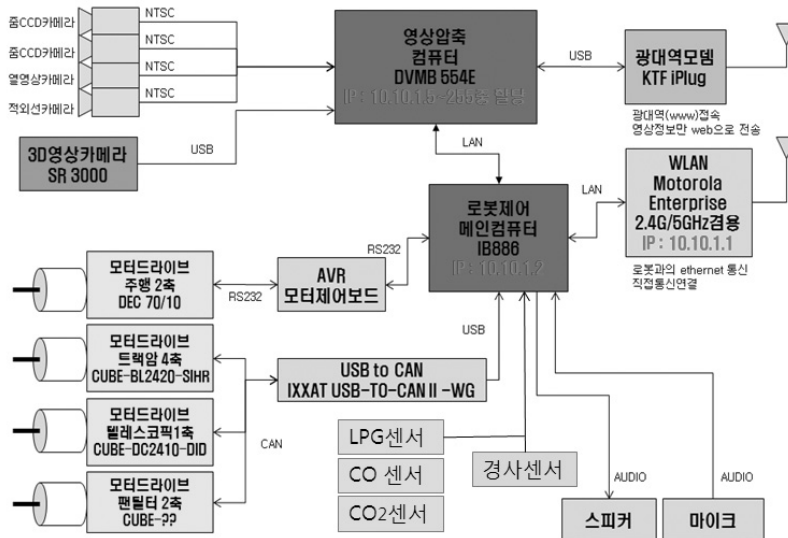 줌CCD카메라
NTSC
줌CCD카메라
NTSC
열영상카메라
NTSC
적외선카메라
NTSC
3D영상카메라
SR 3000
USB
영상압축
컴퓨터
DVMB 554E
IP: 10.10.1.5~255중 할당
USB
광대역모뎀
KTF iPlug
광대역(www)접속
영상정보만 web으로 전송
LAN
로봇제어
메인컴퓨터
IB886
IP: 10.10.1.2
LAN
WLAN
Motorola
Enterprise
2.4G/5GHz겸용
IP : 10.10.1.1
로봇과의 ethernet 통신
직접통신연결
모터드라이브
주행 2축
DEC 70/10
RS232
AVR
모터제어보드
RS232
모터드라이브
트랙암 4축
CUBE-BL2420-SIHR
모터드라이브
텔레스코픽1축
CUBE-DC2410-DID
모터드라이브
팬틸터 2축
CUBE-??
CAN
USB to CAN
IXXAT USB-TO-CAN II -WG
USB
LPG센서
CO 센서
CO2센서
경사센서
AUDIO
스피커
AUDIO
마이크